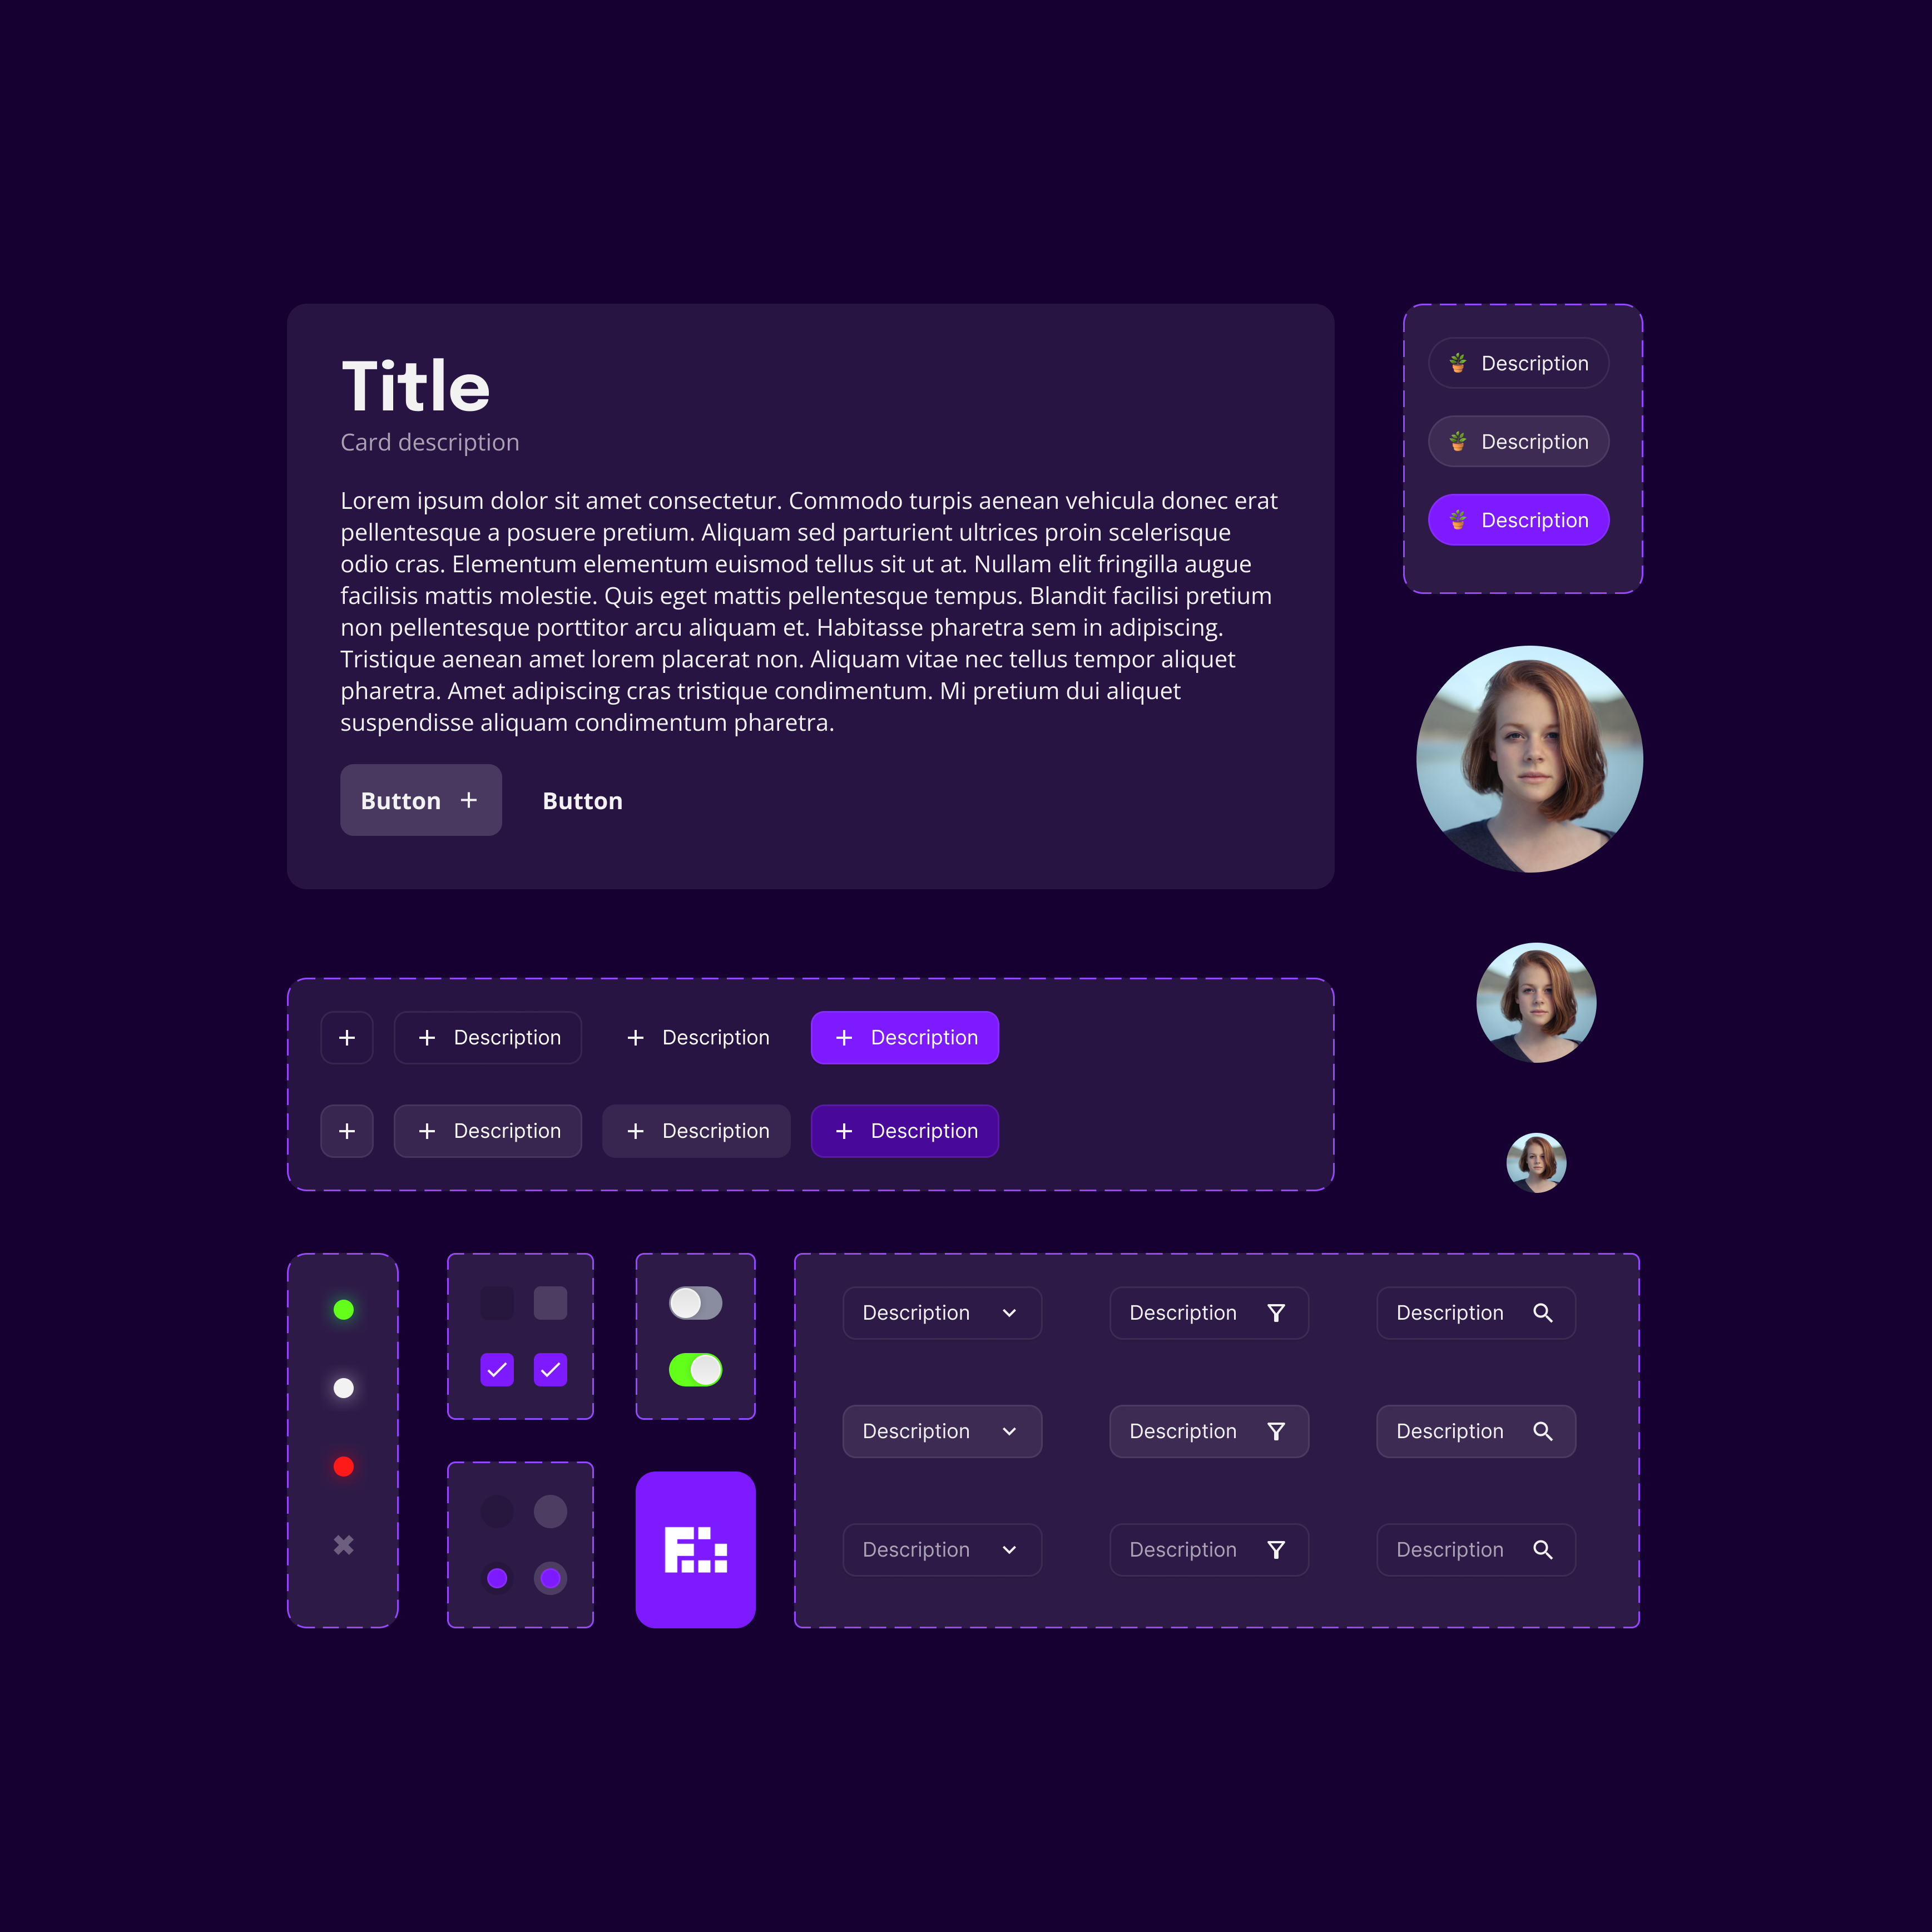 Title
Card description
Lorem ipsum dolor sit amet consectetur. Commodo turpis aenean vehicula donec erat
pellentesque a posuere pretium. Aliquam sed parturient ultrices proin scelerisque
odio cras. Elementum elementum euismod tellus sit ut at. Nullam elit fringilla augue
facilisis mattis molestie. Quis eget mattis pellentesque tempus. Blandit facilisi pretium
non pellentesque porttitor arcu aliquam et. Habitasse pharetra sem in adipiscing.
Tristique aenean amet lorem placerat non. Aliquam vitae nec tellus tempor aliquet
pharetra. Amet adipiscing cras tristique condimentum. Mi pretium dui aliquet
suspendisse aliquam condimentum pharetra.
Button + Button
Description
Description
Description
+ + Description + Description + Description
+ + Description + Description + Description
Description Description Description
Description Description Description
Description Description Description